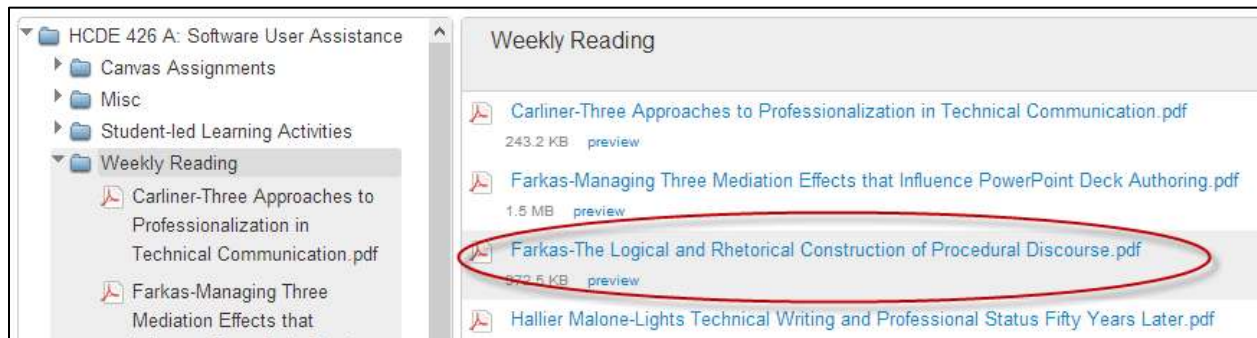 HCDE 426 A: Software User Assistance
Canvas Assignments
Misc
Student-led Learning Activities
Weekly Reading
Carliner-Three Approaches to
Professionalization in
Technical Communication.pdf
Farkas-Managing Three
Mediation Effects that
Weekly Reading
Carliner-Three Approaches to Professionalization in Technical Communication.pdf
243.2 KB preview
Farkas-Managing Three Mediation Effects that Influence PowerPoint Deck Authoring.pdf
1.5 MB preview
Farkas-The Logical and Rhetorical Construction of Procedural Discourse.pdf
972.5 KB preview
Hallier Malone-Lights Technical Writing and Professional Status Fifty Years Later.pdf